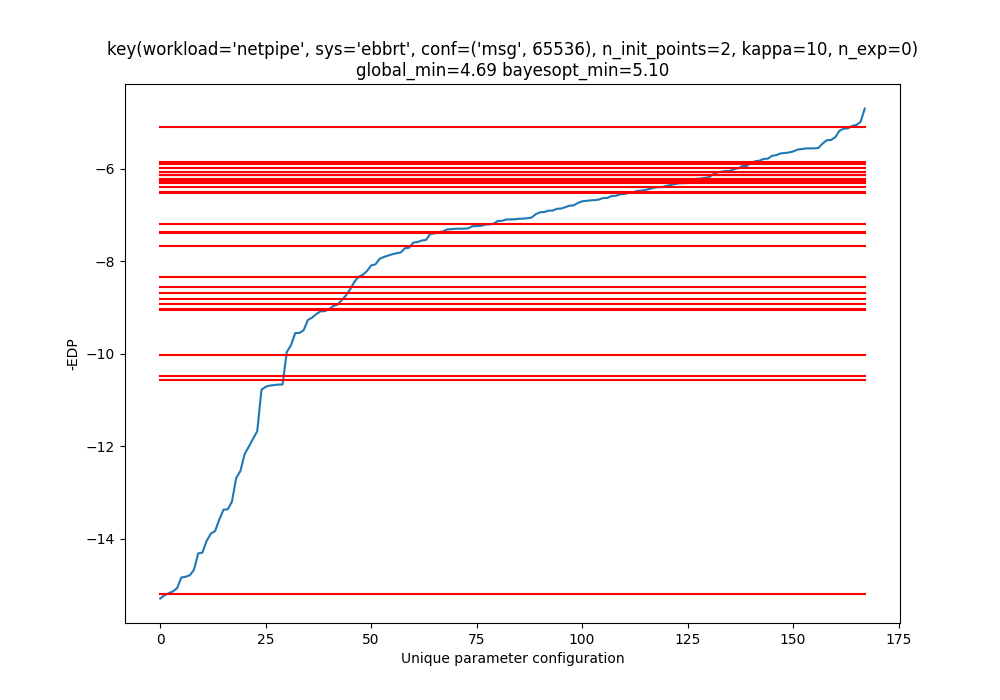 key(workload='netpipe', sys='ebbrt', conf=('msg', 65536), n_init_points=2, kappa=10, n_exp=0)
global_min=4.69 bayesopt_min=5.10
−6
−8
−10
−12
−14
-EDP
0 25 50 75 100 125 150 175
Unique parameter configuration